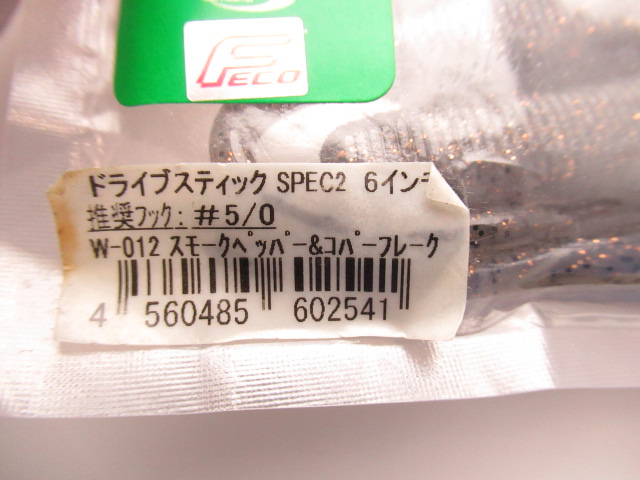 FECO
ドライブスティック SPEC2 6イン
推奨フック: #5/0
W-012 スモークペッパー&コパーフレーク
4 560485 602541